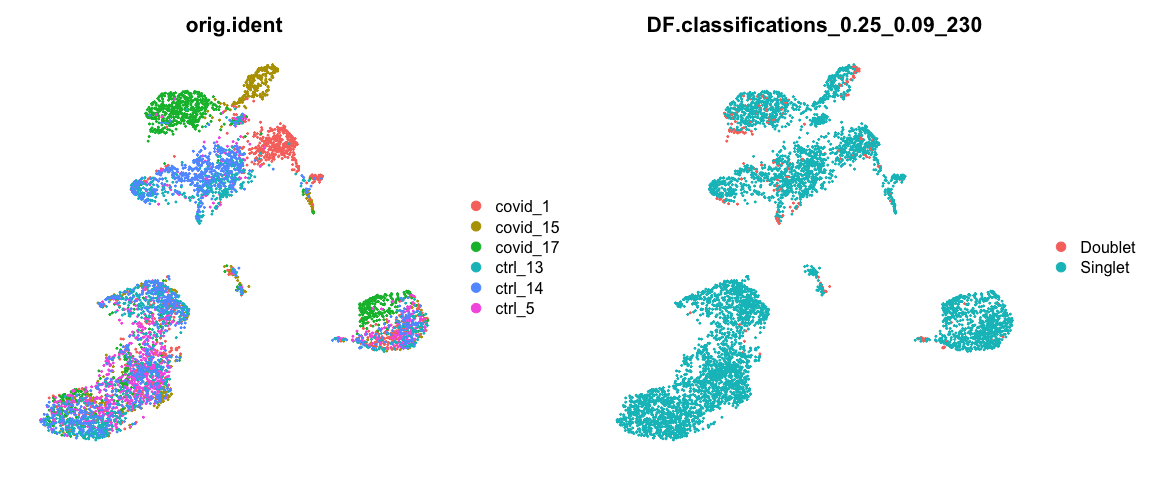 orig.ident
covid_1
covid_15
covid_17
ctrl_13
ctrl_14
ctrl_5
DF.classifications_0.25_0.09_230
Doublet
Singlet